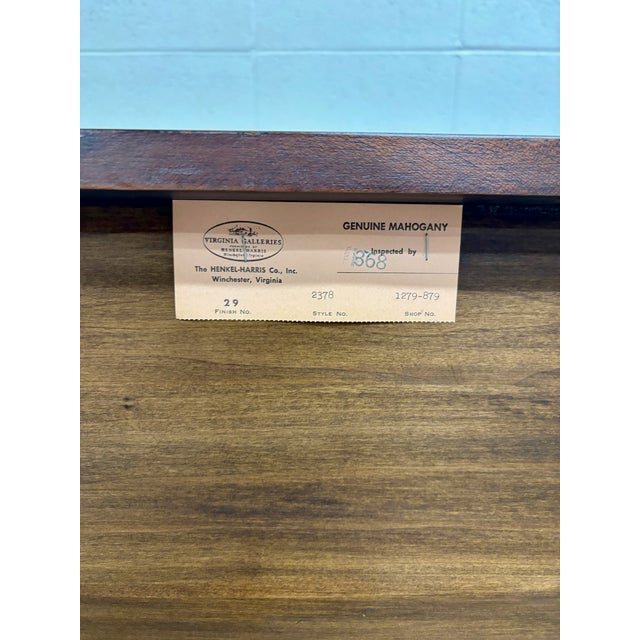 VIRGINIA GALLERIES
HENKEL-HARRIS
Winchester, Virginia
The HENKEL-HARRIS Co., Inc.
Winchester, Virginia
29
FINISH NO.
GENUINE MAHOGANY
Inspected by
868
2378
STYLE NO.
1279-879
SHOP NO.